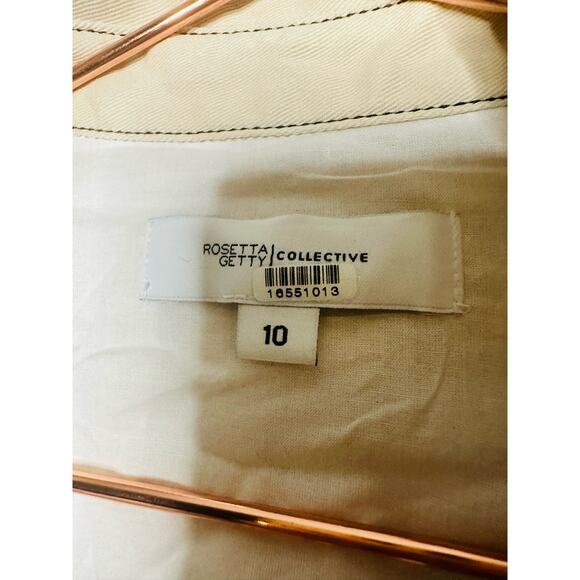 ROSETTA
GETTY | COLLECTIVE
16551013
10